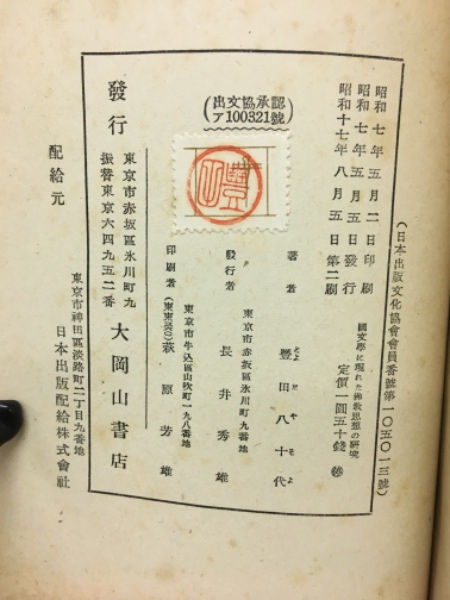 (日本出版文化協會會員番號第一〇五〇一三號)
昭和七年五月二日印刷
昭和七年五月五日發行
昭和十七年八月五日第二刷
國文學に現れた佛敎思想の硏究
定價一圓五十錢
著者 豐田八十代
とよ だ や そ よ
東京市赤坂區氷川町九番地
發行者 長井秀雄
東京市牛込區山吹町一九八番地
印刷者 萩原芳雄
(出文協承認
ア100321號)
發行
東京市赤坂區氷川町九
振替東京六四九五二番
大岡山書店
配給元
東京市神田區淡路町二丁目九番地
日本出版配給株式會社